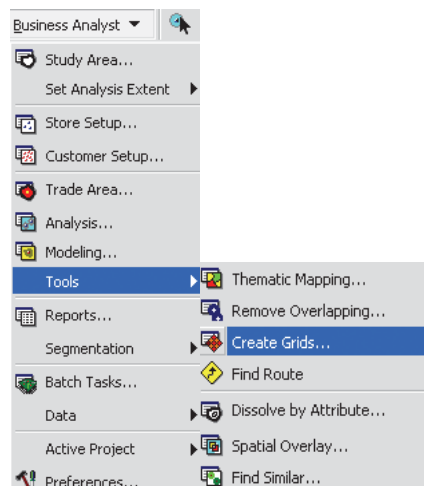 Business Analyst
Study Area...
Set Analysis Extent
Store Setup...
Customer Setup...
Trade Area...
Analysis...
Modeling...
Tools
Reports...
Segmentation
Batch Tasks...
Data
Active Project
Preferences...
Thematic Mapping...
Remove Overlapping...
Create Grids...
Find Route
Dissolve by Attribute...
Spatial Overlay...
Find Similar...